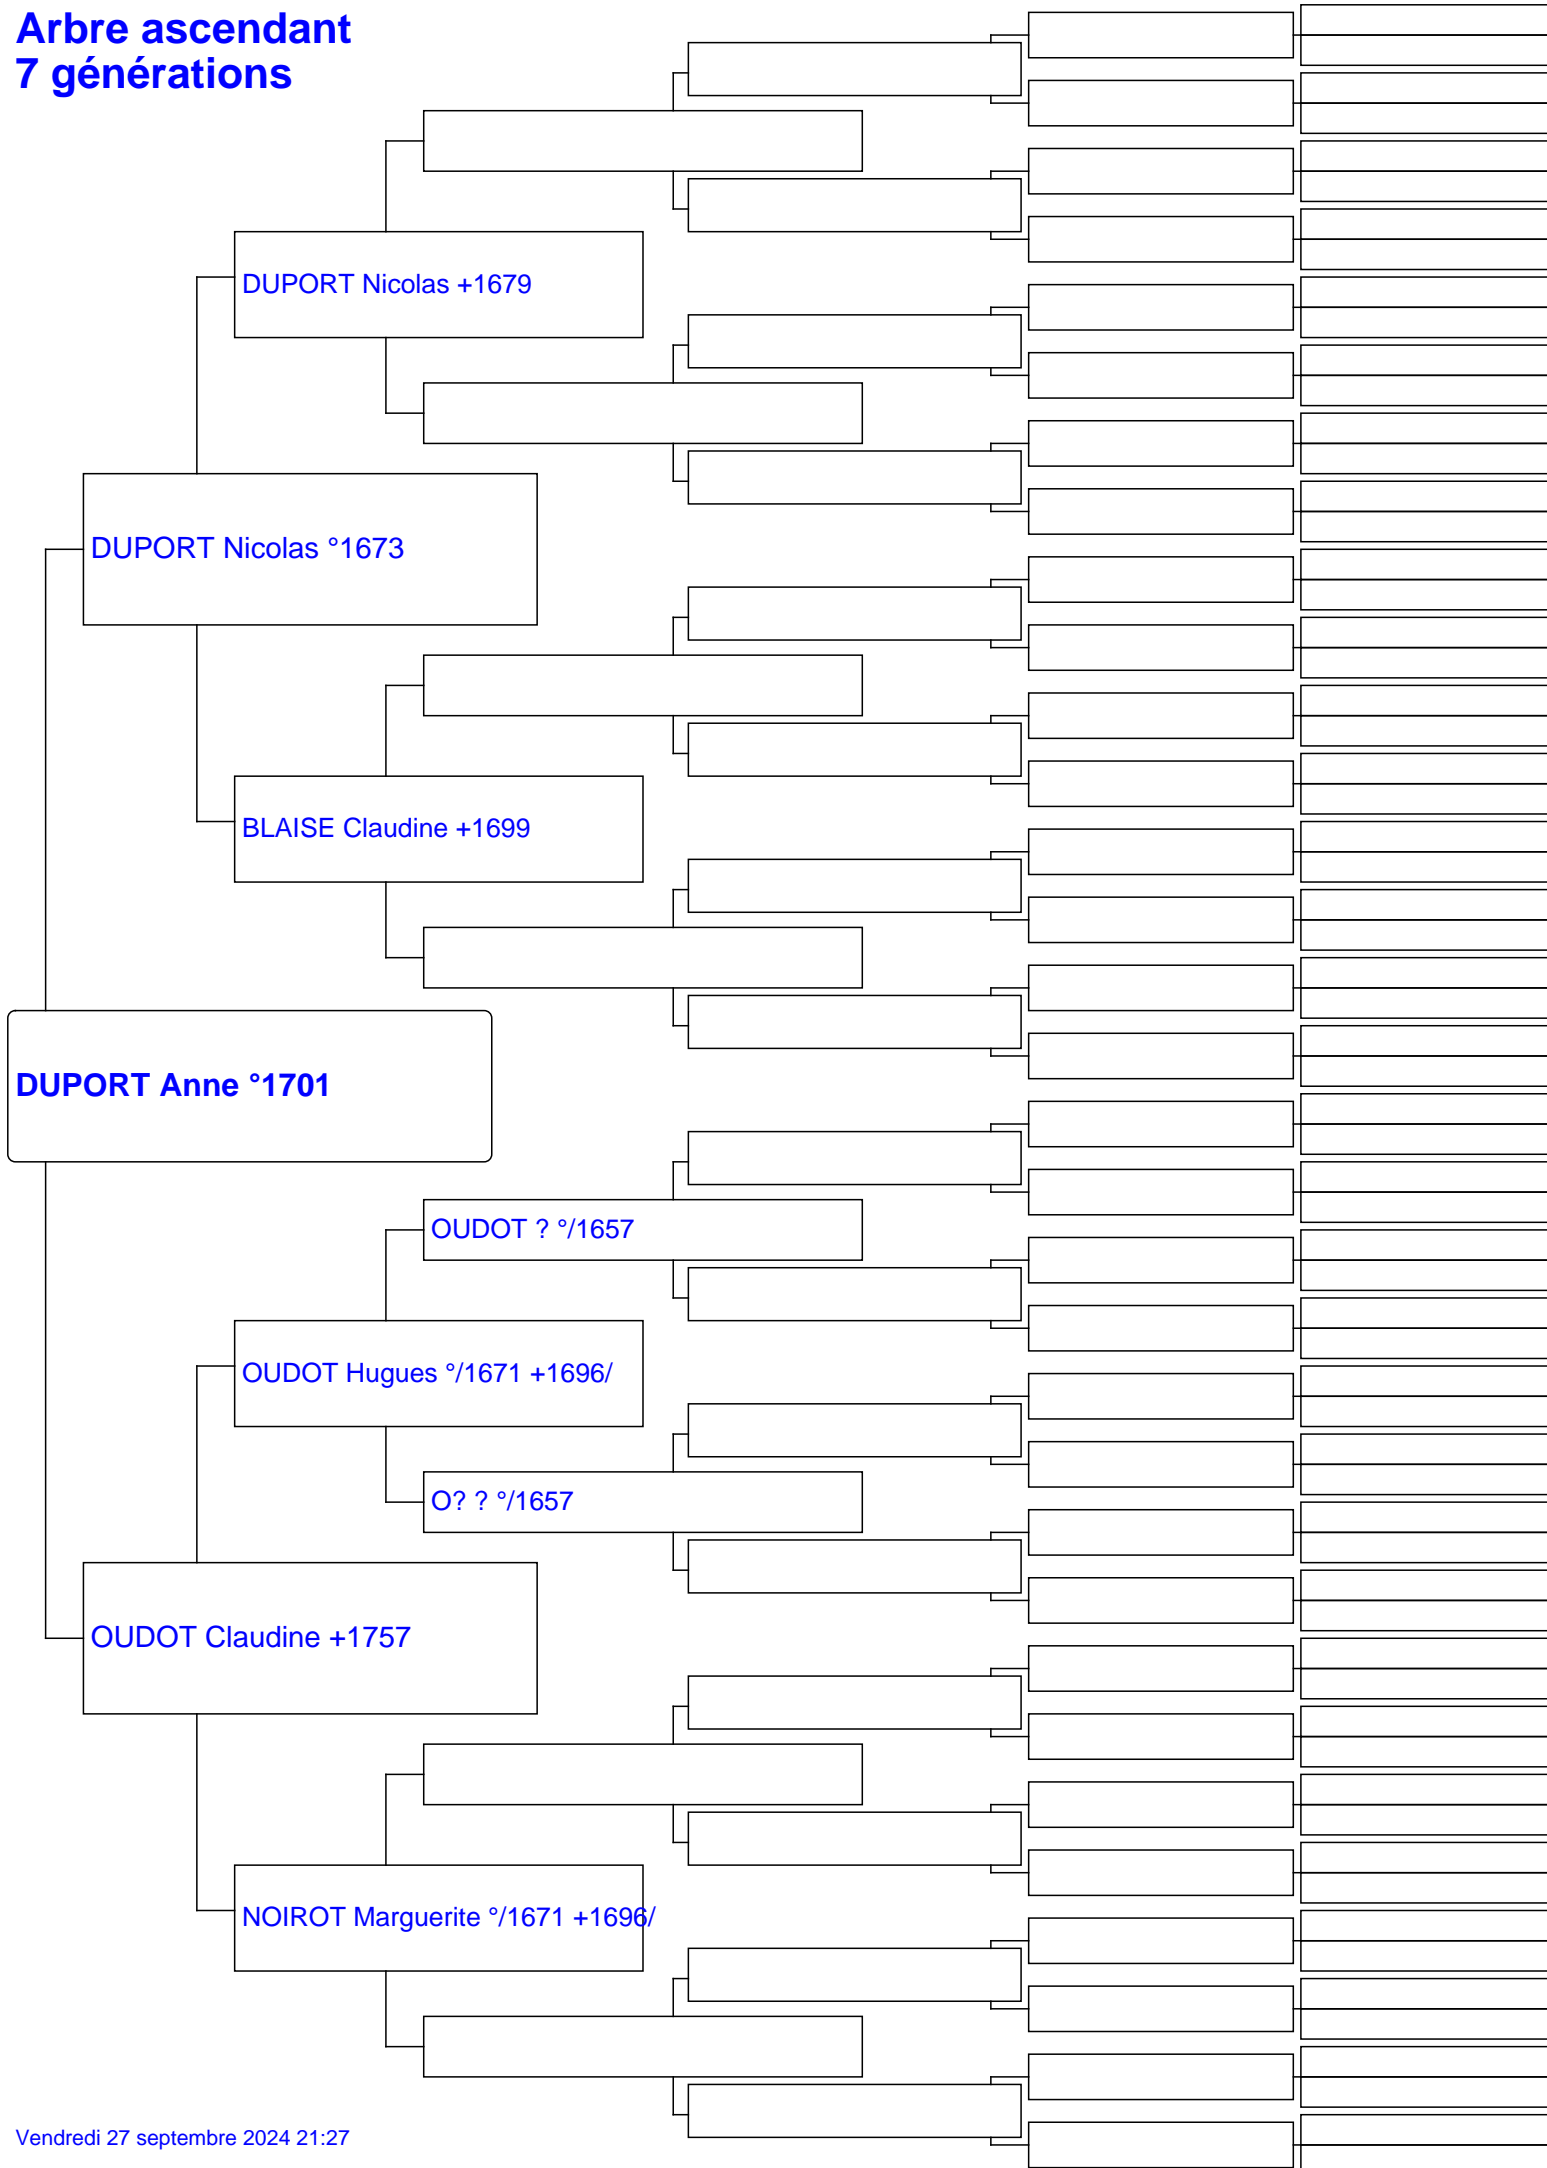 Arbre ascendant
7 générations
DUPORT Nicolas +1679
DUPORT Nicolas °1673
BLAISE Claudine +1699
DUPORT Anne °1701
OUDOT ? °/1657
OUDOT Hugues °/1671 +1696/
O? ? °/1657
OUDOT Claudine +1757
NOIROT Marguerite °/1671 +1696/
Vendredi 27 septembre 2024 21:27